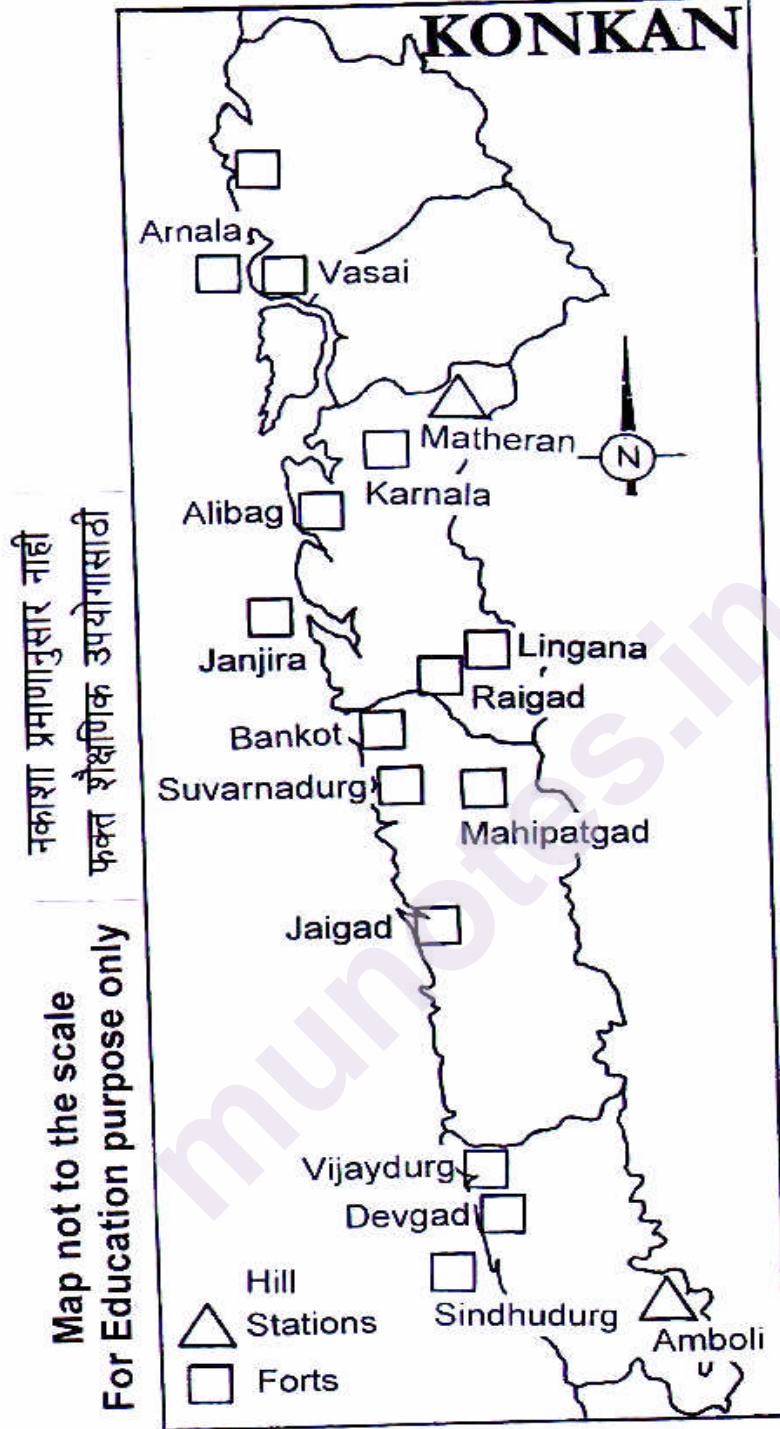 KONKAN
Arnala
Vasai
Matheran
Karnala
Alibag
Janjira
Lingana
Raigad
Bankot
Suvarnadurg
Mahipatgad
Jaigad
Vijaydurg
Devgad
Sindhudurg
Amboli
N
Hill
Stations
Forts
नकाशा प्रमाणानुसार नाही
फक्त शैक्षणिक उपयोगासाठी
Map not to the scale
For Education purpose only
munotes.in